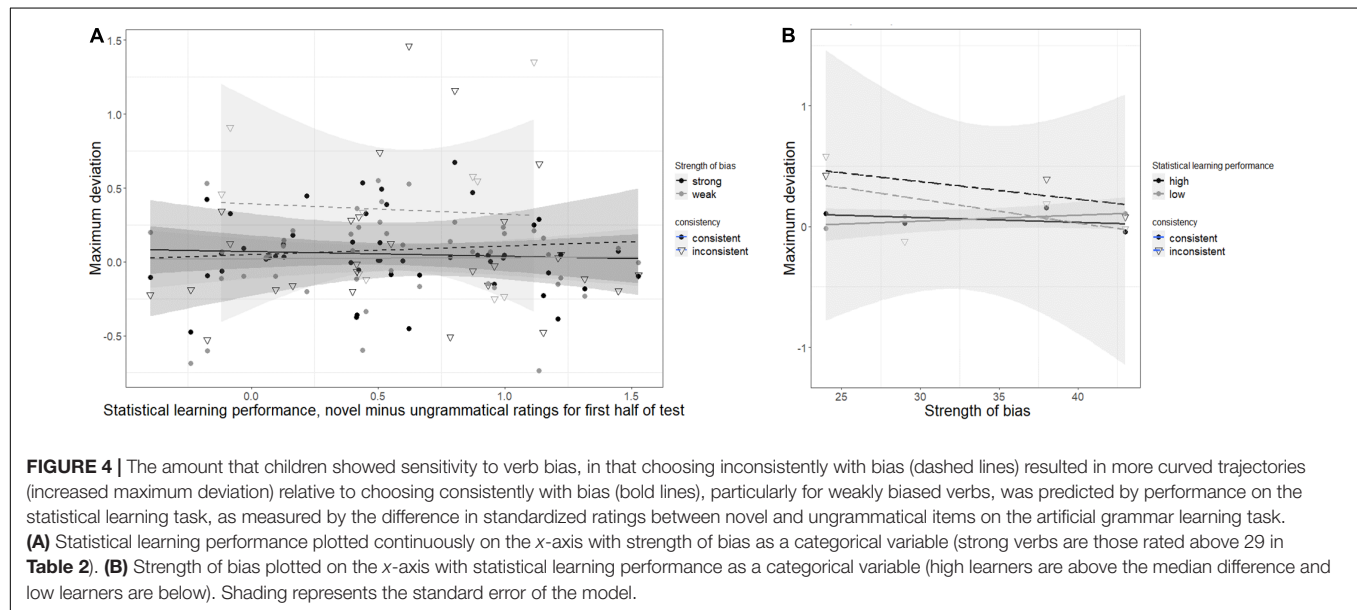 A
1.5
1.0
0.5
0.0
-0.5
Maximum deviation
0.0
0.5
1.0
1.5
Statistical learning performance, novel minus ungrammatical ratings for first half of test
Strength of bias
strong
weak
consistency
consistent
inconsistent
B
1
0
-1
Maximum deviation
25
30
35
40
Strength of bias
Statistical learning performance
high
low
consistency
consistent
inconsistent
FIGURE 4 | The amount that children showed sensitivity to verb bias, in that choosing inconsistently with bias (dashed lines) resulted in more curved trajectories
(increased maximum deviation) relative to choosing consistently with bias (bold lines), particularly for weakly biased verbs, was predicted by performance on the
statistical learning task, as measured by the difference in standardized ratings between novel and ungrammatical items on the artificial grammar learning task.
(A) Statistical learning performance plotted continuously on the x-axis with strength of bias as a categorical variable (strong verbs are those rated above 29 in
Table 2). (B) Strength of bias plotted on the x-axis with statistical learning performance as a categorical variable (high learners are above the median difference and
low learners are below). Shading represents the standard error of the model.